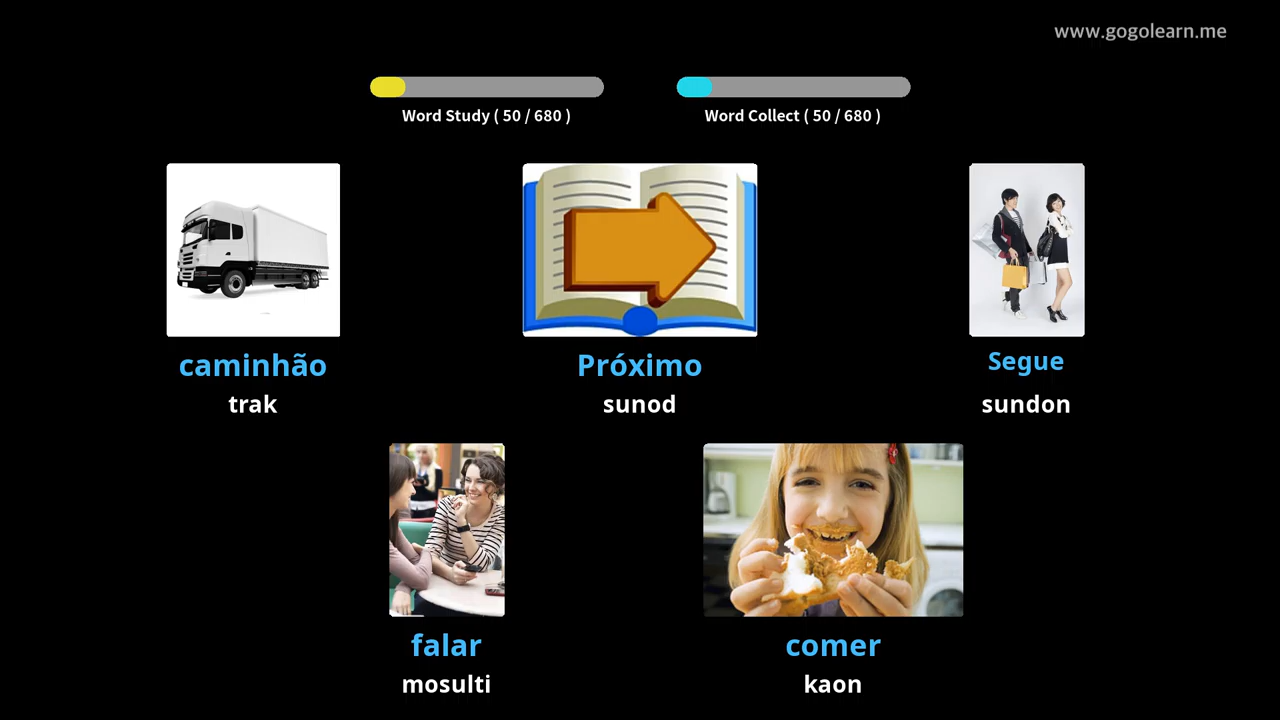 www.gogolearn.me
Word Study ( 50 / 680 )
Word Collect ( 50 / 680 )
caminhão
trak
Próximo
sunod
Segue
sundon
falar
mosulti
comer
kaon